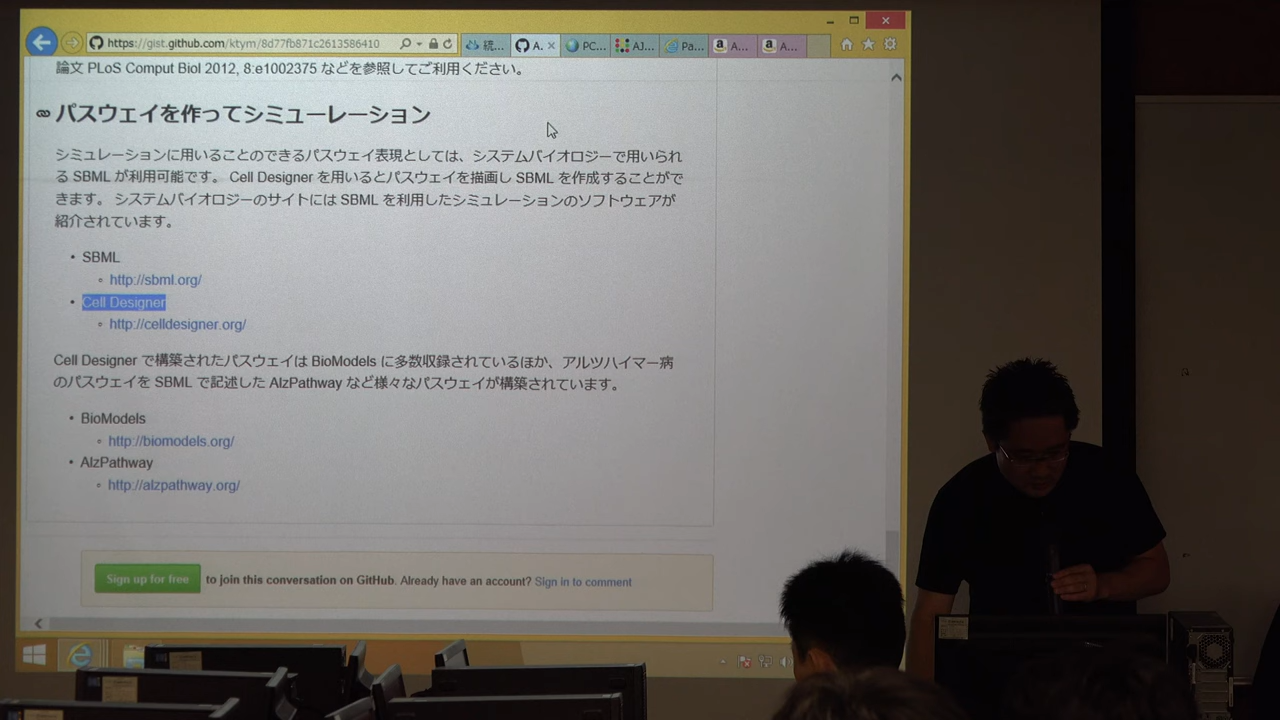 https://gist.github.com/ktym/8d77fb871c2613586410
統...
A.
PC...
AJ...
Pa...
A...
A...
論文 PLoS Comput Biol 2012, 8:e1002375 などを参照してご利用ください。
パスウェイを作ってシミューレーション
シミュレーションに用いることのできるパスウェイ表現としては、システムバイオロジーで用いられ
る SBML が利用可能です。 Cell Designer を用いるとパスウェイを描画し SBML を作成することがで
きます。 システムバイオロジーのサイトには SBML を利用したシミュレーションのソフトウェアが
紹介されています。
• SBML
◦ http://sbml.org/
• Cell Designer
◦ http://celldesigner.org/
Cell Designer で構築されたパスウェイは BioModels に多数収録されているほか、アルツハイマー病
のパスウェイを SBML で記述した AlzPathway など様々なパスウェイが構築されています。
• BioModels
◦ http://biomodels.org/
• AlzPathway
◦ http://alzpathway.org/
Sign up for free to join this conversation on GitHub. Already have an account? Sign in to comment